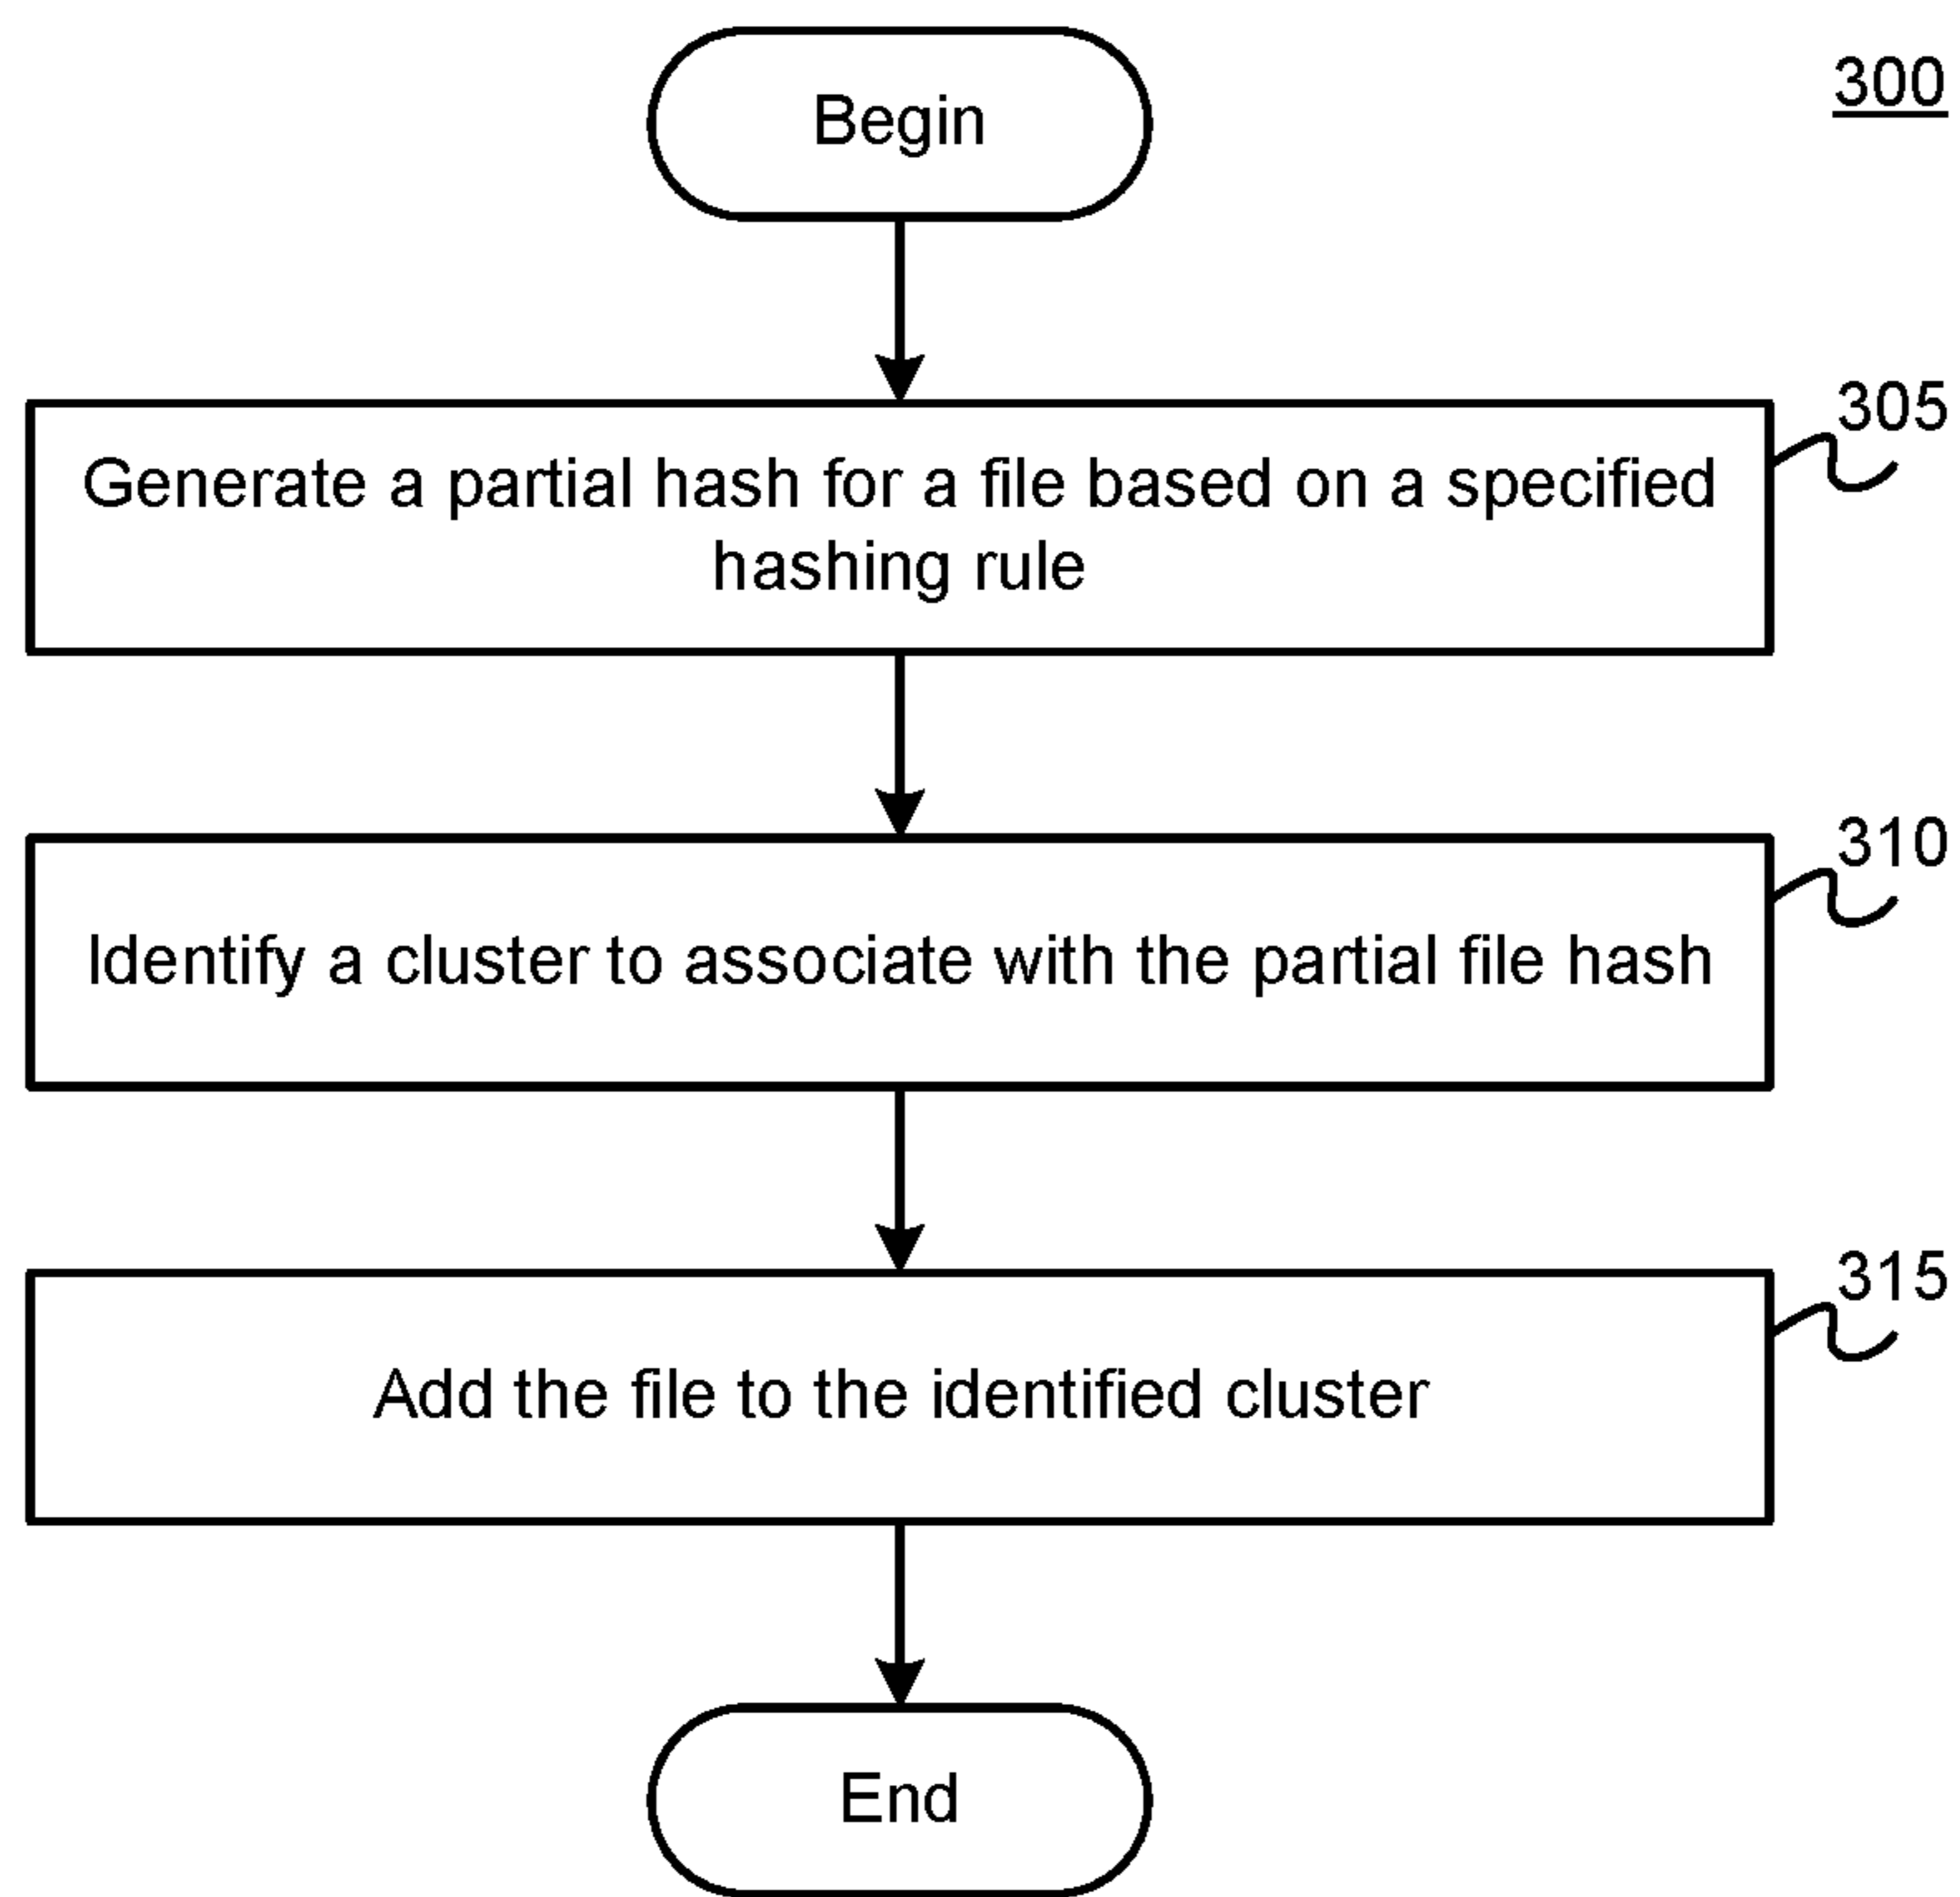 Begin
300
305
Generate a partial hash for a file based on a specified
hashing rule
310
Identify a cluster to associate with the partial file hash
315
Add the file to the identified cluster
End